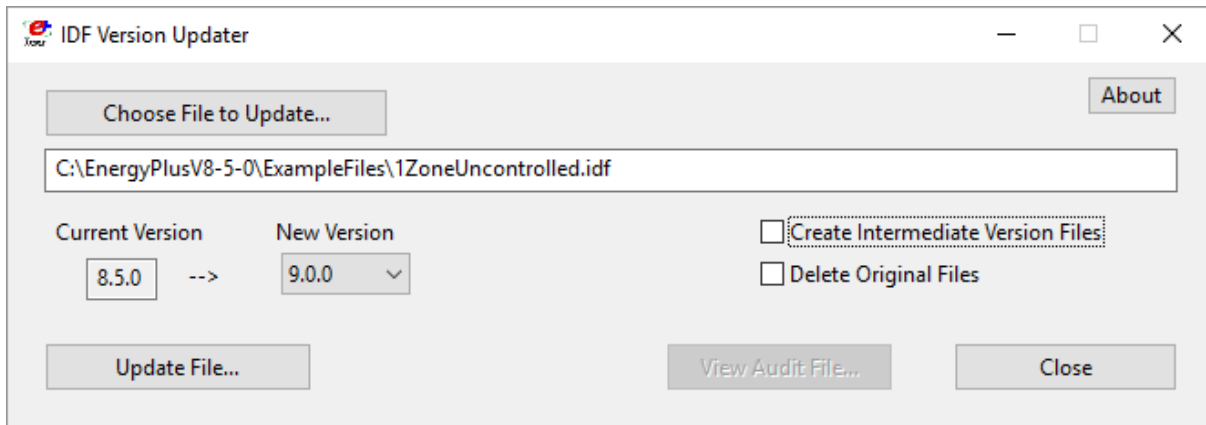 IDF Version Updater
About
Choose File to Update...
C:\EnergyPlusV8-5-0\ExampleFiles\1ZoneUncontrolled.idf
Current Version New Version
Create Intermediate Version Files
8.5.0 --> 9.0.0
Delete Original Files
Update File... View Audit File... Close